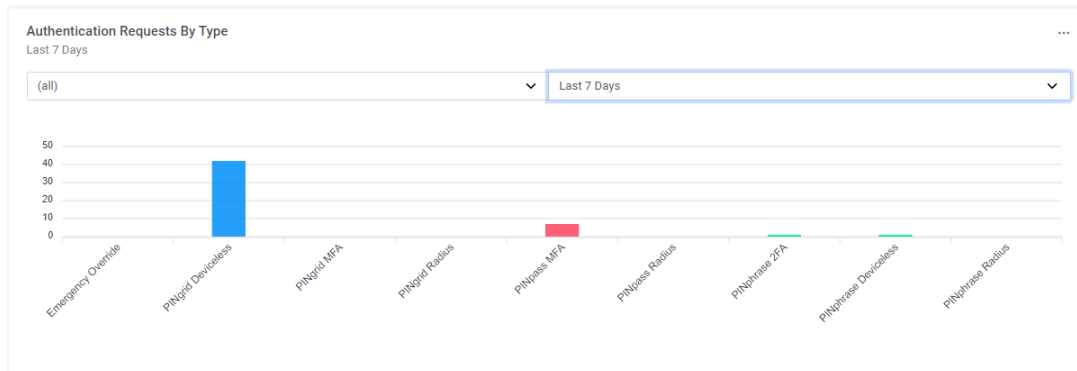 Authentication Requests By Type
...
Last 7 Days
(all)
Last 7 Days
50
40
30
20
10
0
Emergency Override
PINgrid Deviceless
PINgrid MFA
PINgrid Radius
PINpass MFA
PINpass Radius
PINphrase 2FA
PINphrase Deviceless
PINphrase Radius